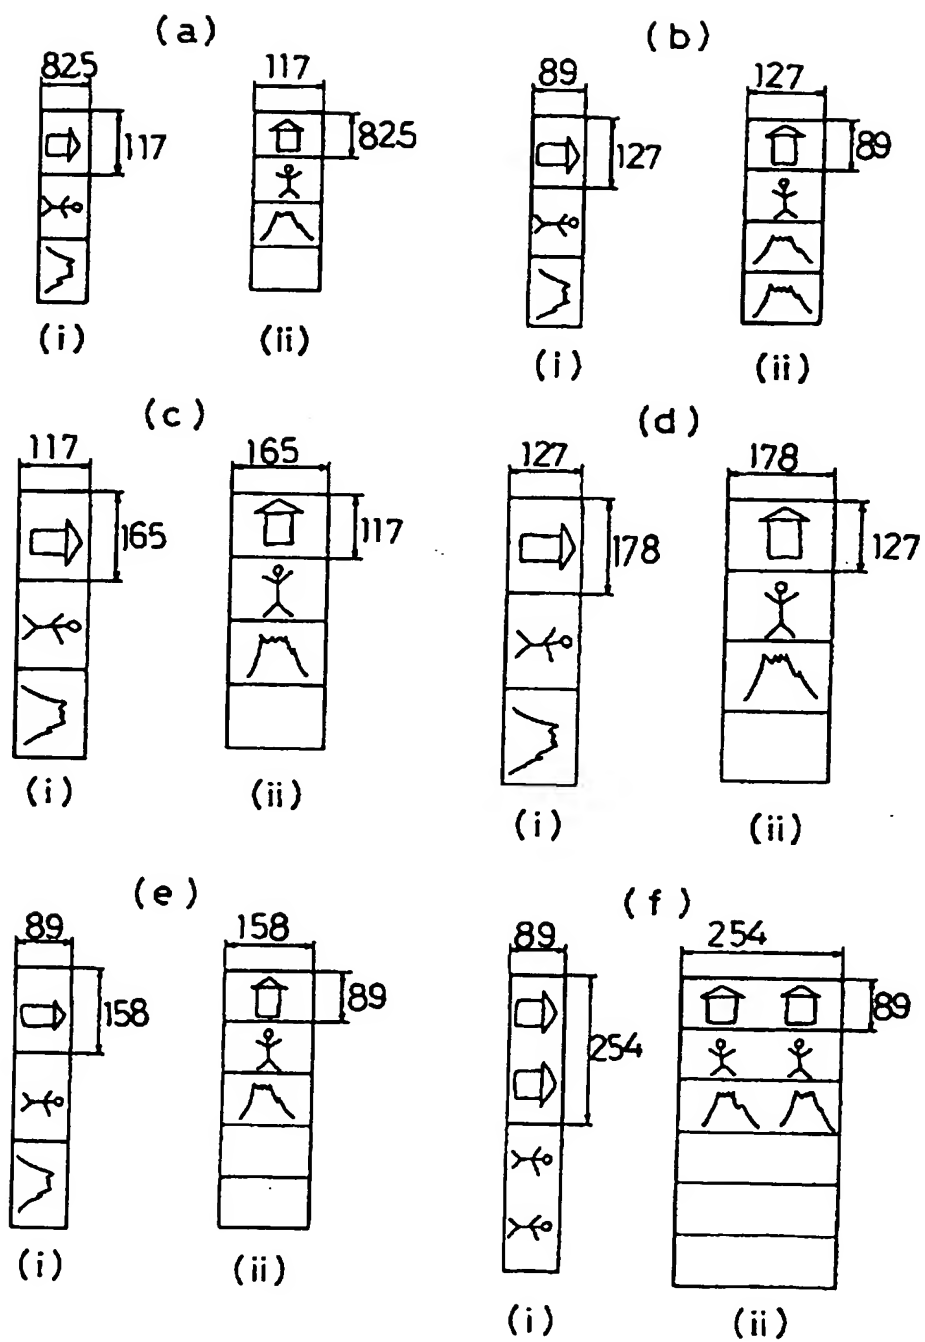 (a)
825
117
117
825
(i)
(ii)
(b)
89
127
127
89
(i)
(ii)
(c)
117
165
165
117
(i)
(ii)
(d)
127
178
178
127
(i)
(ii)
(e)
89
158
158
89
(i)
(ii)
(f)
89
254
254
89
(i)
(ii)